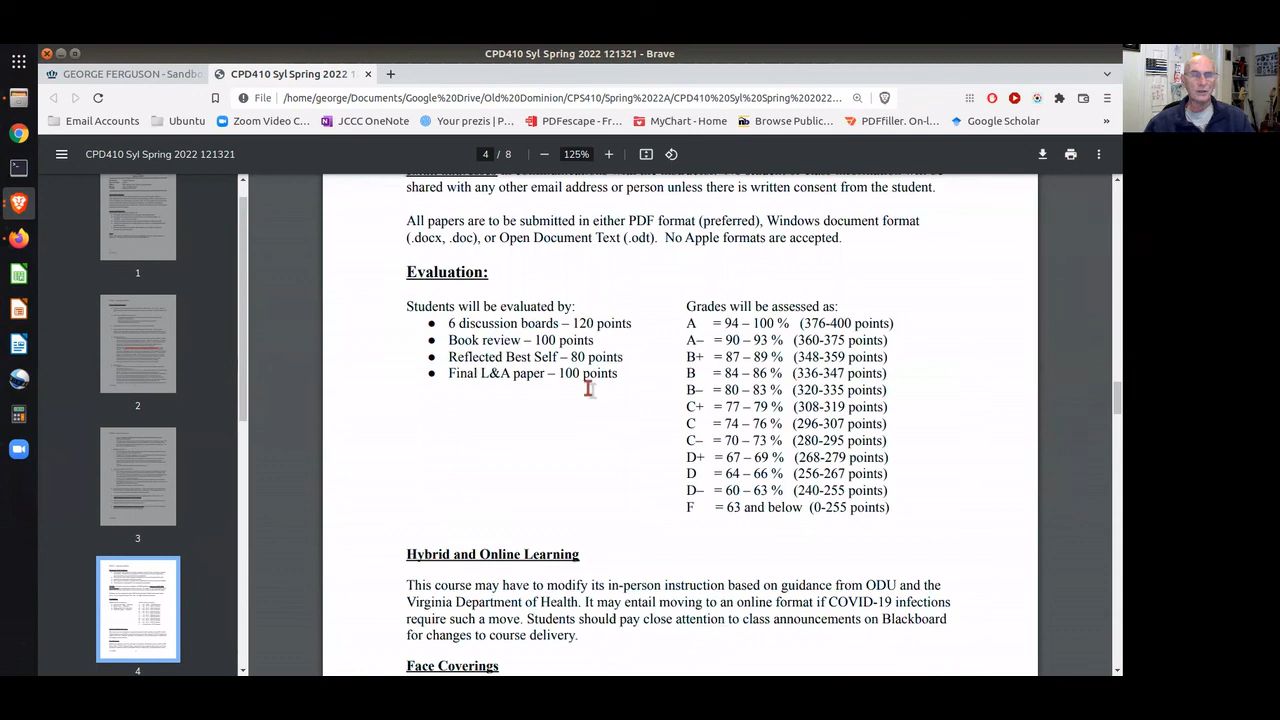 CPD410 Syl Spring 2022 121321 - Brave
GEORGE FERGUSON - Sandb
CPD410 Syl Spring 2022 1
File
/home/george/Documents/Google%20Drive/Old%20Dominion/CPS410/Spring%2022A/CPD410%20Syl%20Spring%202022...
Email Accounts
Ubuntu
Zoom Video C...
JCCC OneNote
Your prezis | Prezi
PDFescape - Fr...
MyChart - Home
Browse Public...
PDFfiller. On-l...
Google Scholar
»
CPD410 Syl Spring 2022 121321
4 / 8
125%
shared with any other email address or person unless there is written consent from the student.
All papers are to be submitted in either PDF format (preferred), Windows document format
(.docx, .doc), or Open Document Text (.odt). No Apple formats are accepted.
Evaluation:
Students will be evaluated by:
● 6 discussion boards – 120 points
● Book review – 100 points
● Reflected Best Self – 80 points
● Final L&A paper – 100 points
Grades will be assessed as:
A = 94 – 100 % (376-400 points)
A– = 90 – 93 % (360-375 points)
B+ = 87 – 89 % (348-359 points)
B = 84 – 86 % (336-347 points)
B– = 80 – 83 % (320-335 points)
C+ = 77 – 79 % (308-319 points)
C = 74 – 76 % (296-307 points)
C– = 70 – 73 % (280-295 points)
D+ = 67 – 69 % (268-279 points)
D = 64 – 66 % (256-267 points)
D– = 60 – 63 % (240-255 points)
F = 63 and below (0-255 points)
Hybrid and Online Learning
This course may have to modify its in-person instruction based on guidance from ODU and the
Virginia Department of Health. It may entail moving to an online format if COVID-19 infections
require such a move. Students should pay close attention to class announcements on Blackboard
for changes to course delivery.
Face Coverings
1
2
3
4